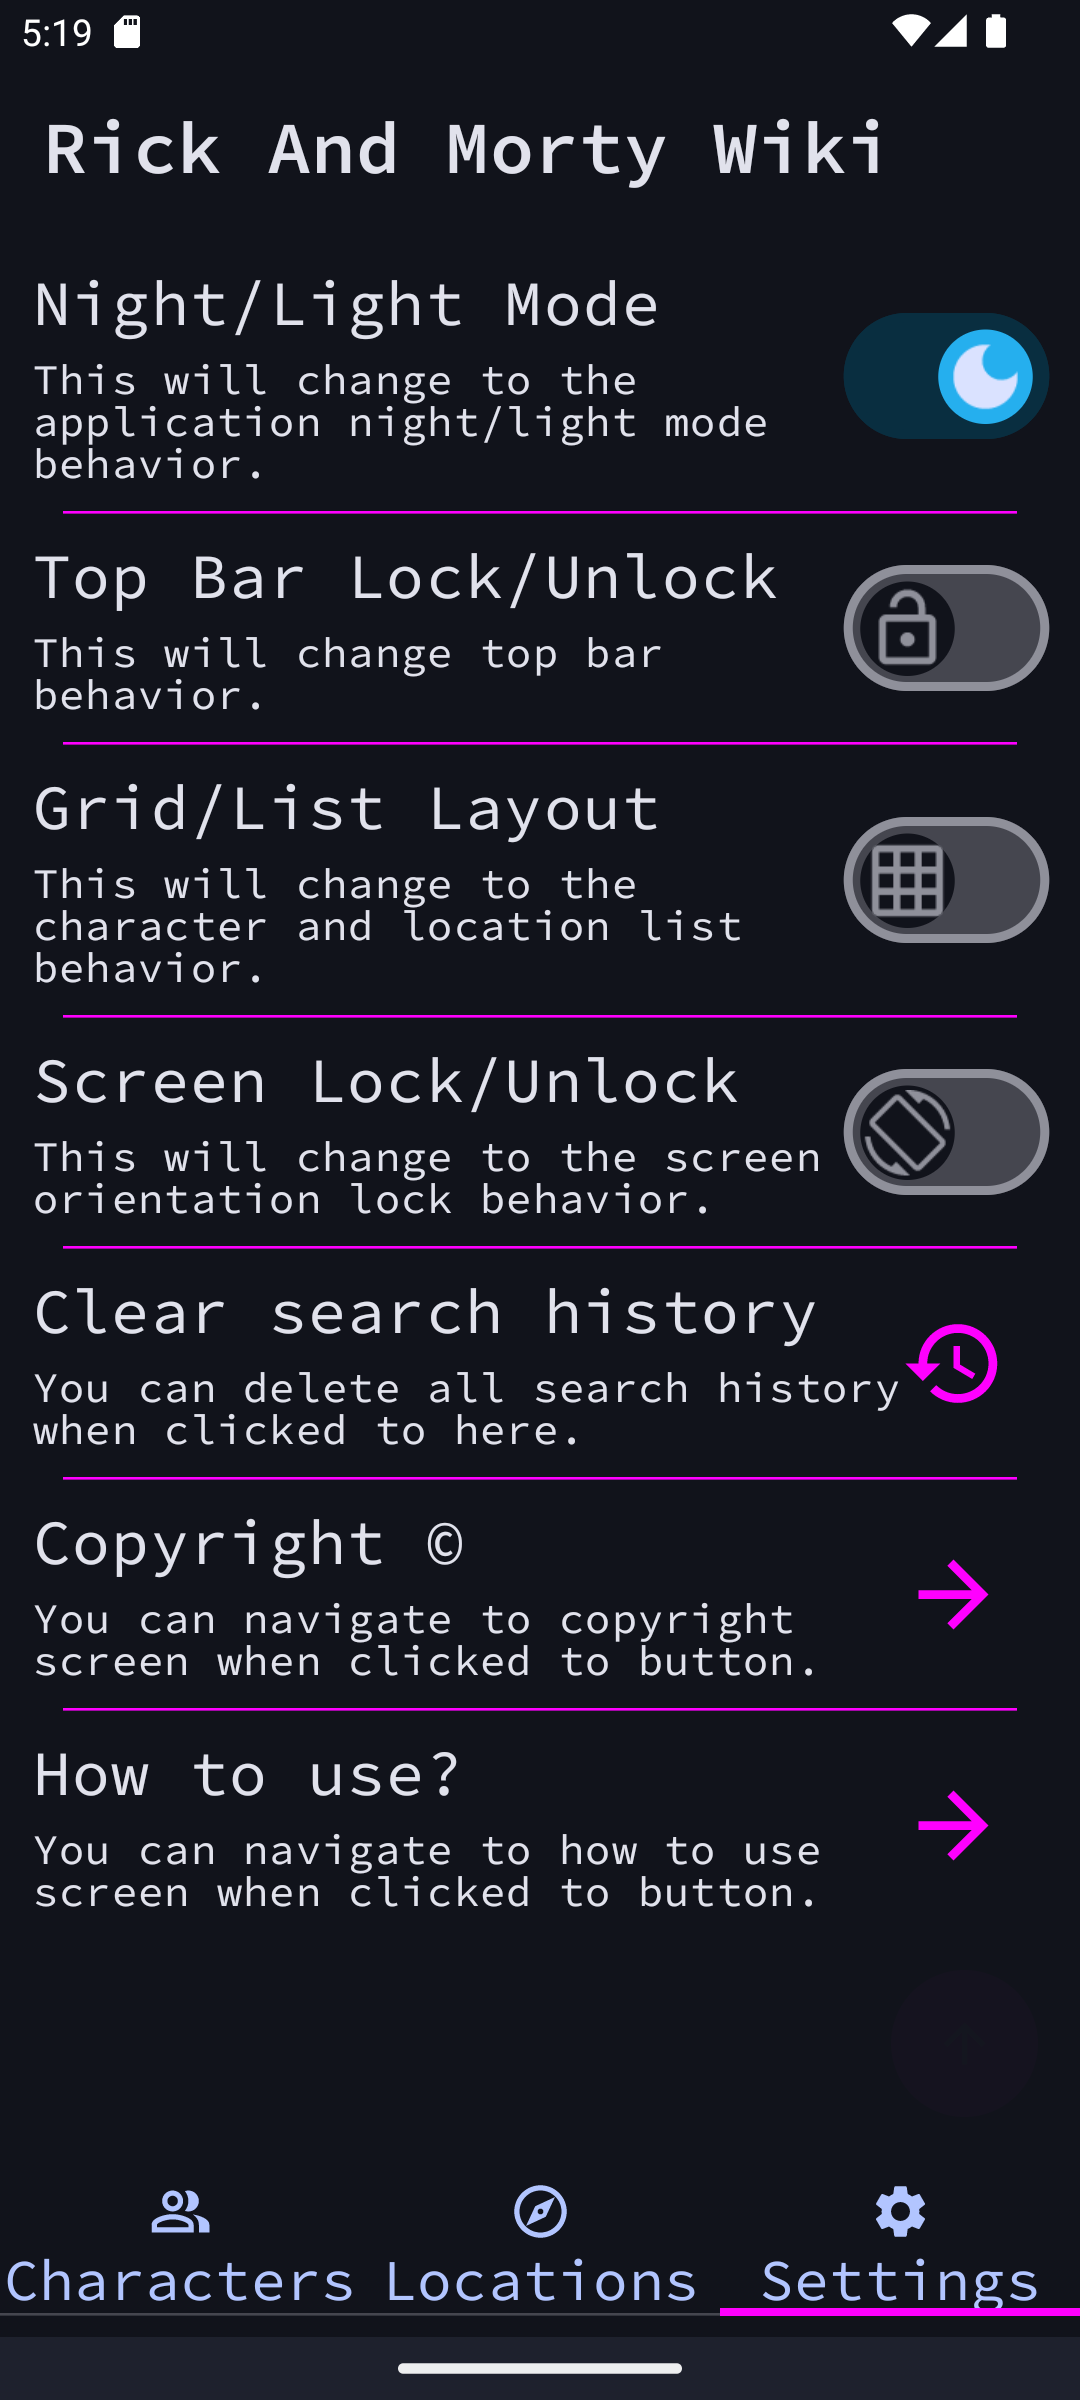 5:19
Rick And Morty Wiki
Night/Light Mode
This will change to the
application night/light mode
behavior.
Top Bar Lock/Unlock
This will change top bar
behavior.
Grid/List Layout
This will change to the
character and location list
behavior.
Screen Lock/Unlock
This will change to the screen
orientation lock behavior.
Clear search history
You can delete all search history
when clicked to here.
Copyright ©
You can navigate to copyright
screen when clicked to button.
How to use?
You can navigate to how to use
screen when clicked to button.
Characters Locations Settings